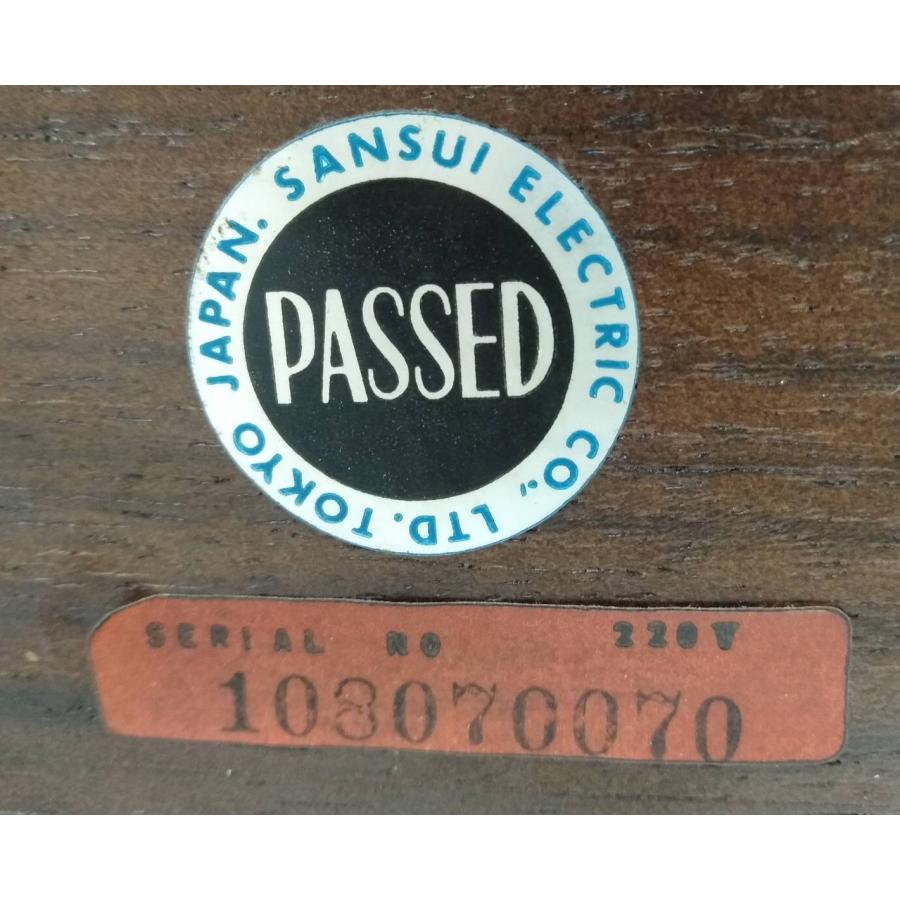 SANSUI ELECTRIC CO., LTD. TOKYO JAPAN.
PASSED
SERIAL NO 220V
103070070